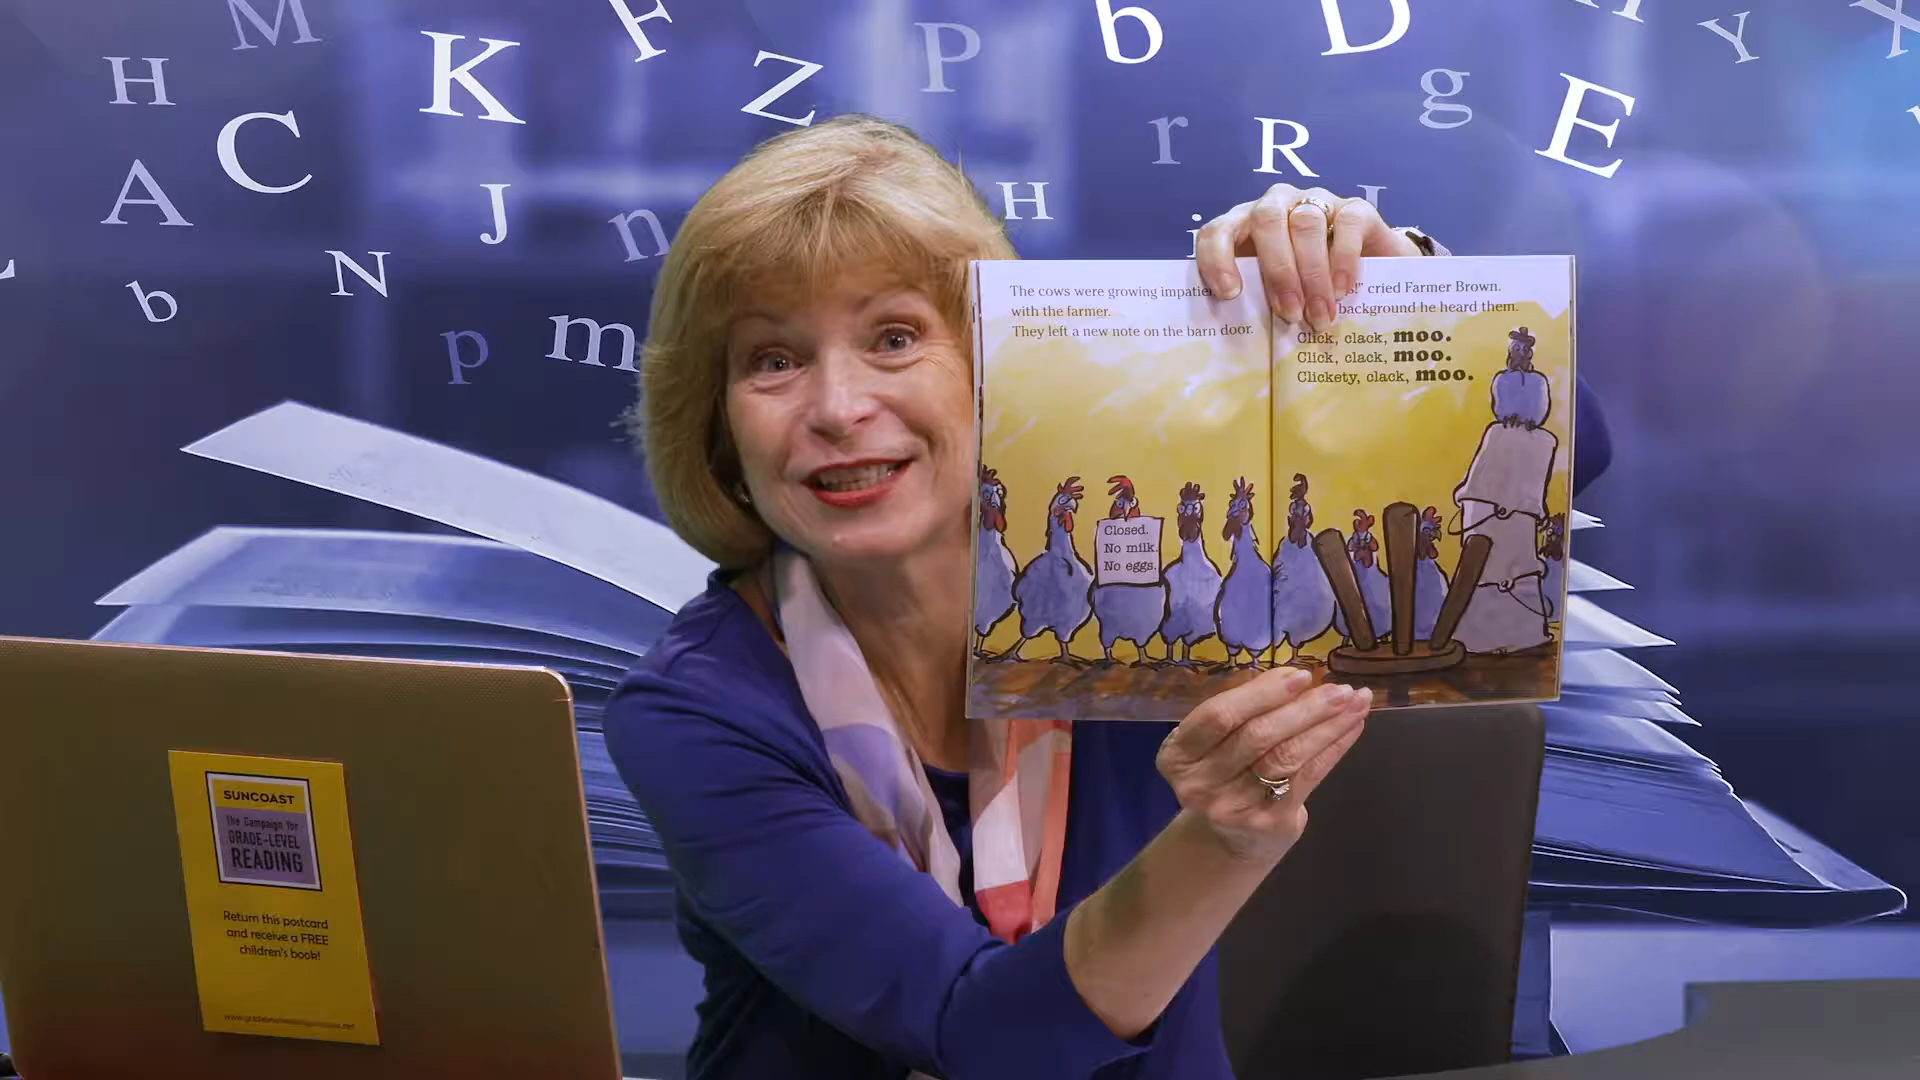 M
F
b
D
Y
X
H
K
Z
P
g
E
C
r
R
A
J
n
H
i
N
b
p
m
The cows were growing
with the farmer.
They left a new note on the barn door.
cried Farmer Brown.
background he heard them.
Click, clack, moo.
Click, clack, moo.
Clickety, clack, moo.
Closed.
No milk.
No eggs.
SUNCOAST
The Campaign for
GRADE-LEVEL
READING
Return this postcard
and receive a FREE
children's book!